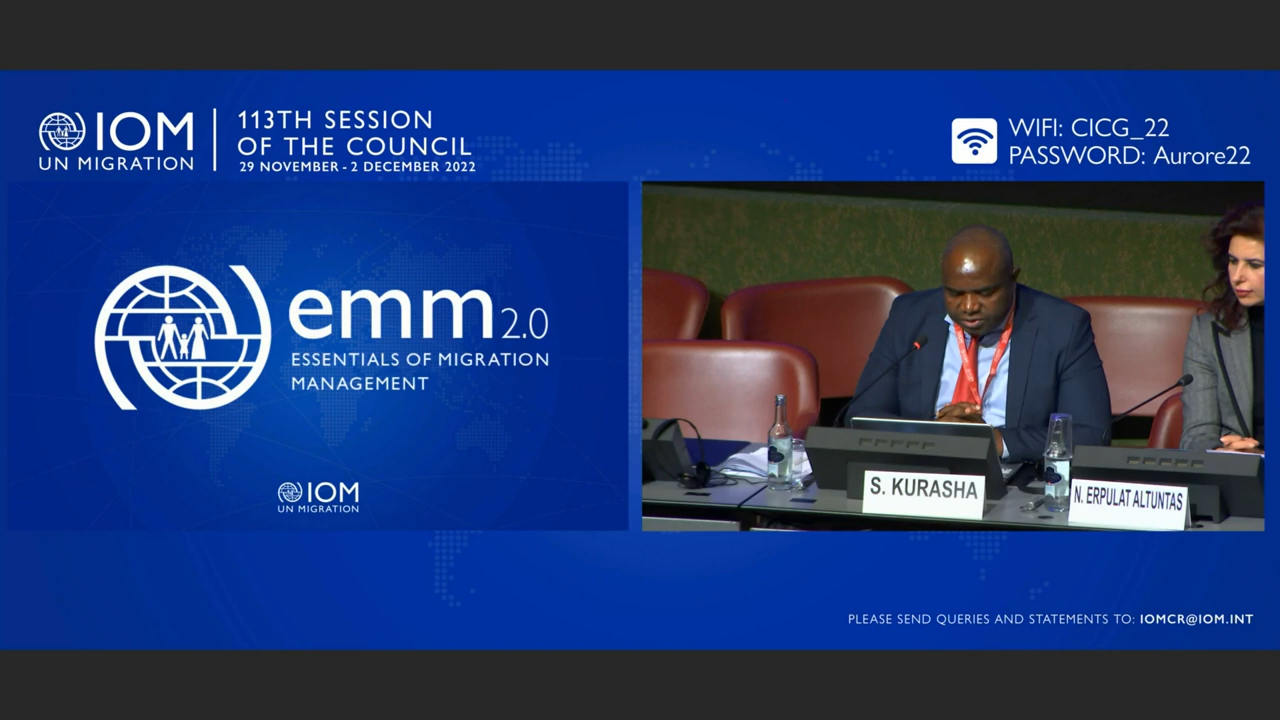 IOM
UN MIGRATION
113TH SESSION
OF THE COUNCIL
29 NOVEMBER - 2 DECEMBER 2022
WIFI: CICG_22
PASSWORD: Aurore22
emm2.0
ESSENTIALS OF MIGRATION
MANAGEMENT
IOM
UN MIGRATION
S. KURASHA
N. ERPULAT ALTUNTAS
PLEASE SEND QUERIES AND STATEMENTS TO: IOMCR@IOM.INT